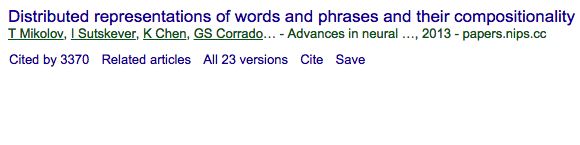 Distributed representations of words and phrases and their compositionality
T Mikolov, I Sutskever, K Chen, GS Corrado… - Advances in neural …, 2013 - papers.nips.cc
Cited by 3370 Related articles All 23 versions Cite Save